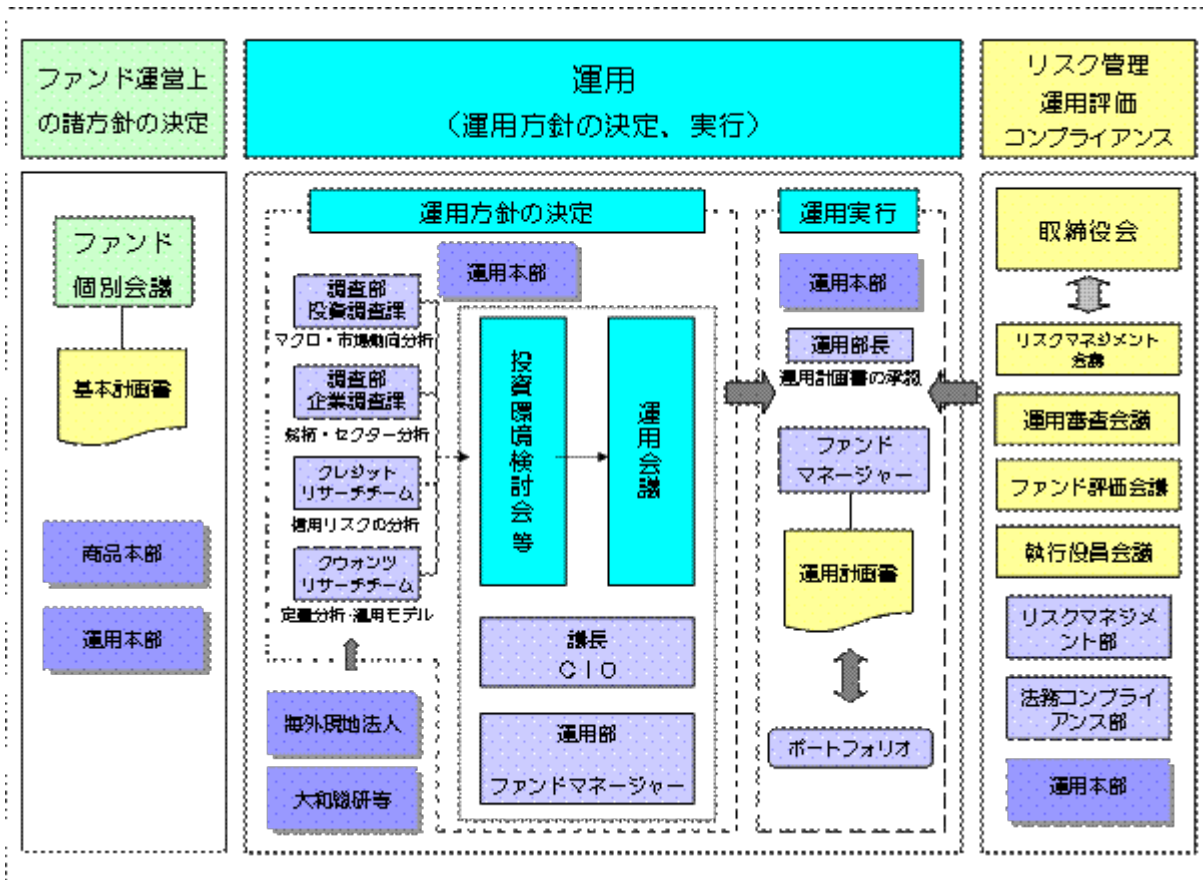 ファンド運営上
の諸方針の決定
運用
（運用方針の決定、実行）
リスク管理
運用評価
コンプライアンス
ファンド
個別会議
基本計画書
商品本部
運用本部
運用方針の決定
運用本部
調査部
投資調査課
マクロ・市場動向分析
調査部
企業調査課
銘柄・セクター分析
クレジット
リサーチチーム
信用リスクの分析
クウォンツ
リサーチチーム
定量分析・運用モデル
海外現地法人
大和総研等
投資環境検討会等
運用会議
議長
ＣＩＯ
運用部
ファンドマネージャー
運用実行
運用本部
運用部長
運用計画書の承認
ファンド
マネージャー
運用計画書
ポートフォリオ
取締役会
リスクマネジメント
会議
運用審査会議
ファンド評価会議
執行役員会議
リスクマネジメ
ント部
法務コンプライ
アンス部
運用本部